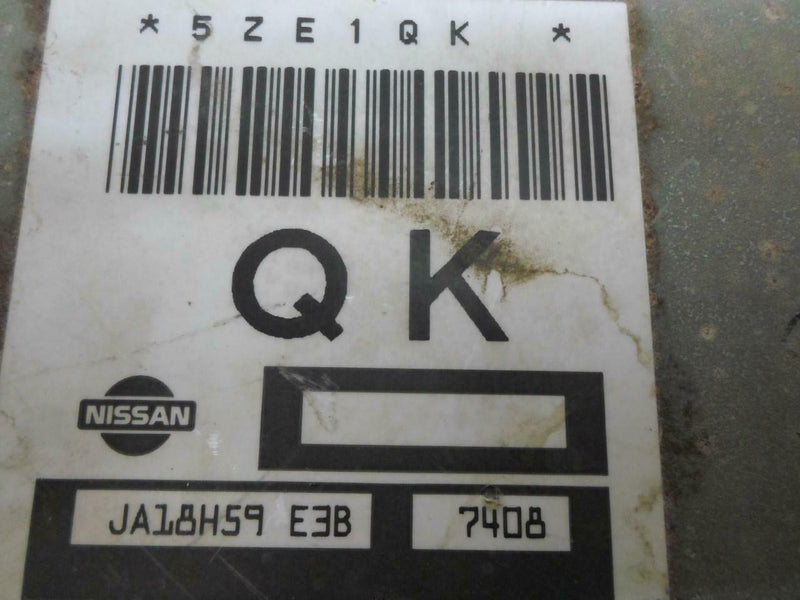 *5ZE1QK *
QK
NISSAN
JA18H59 E3B 7408